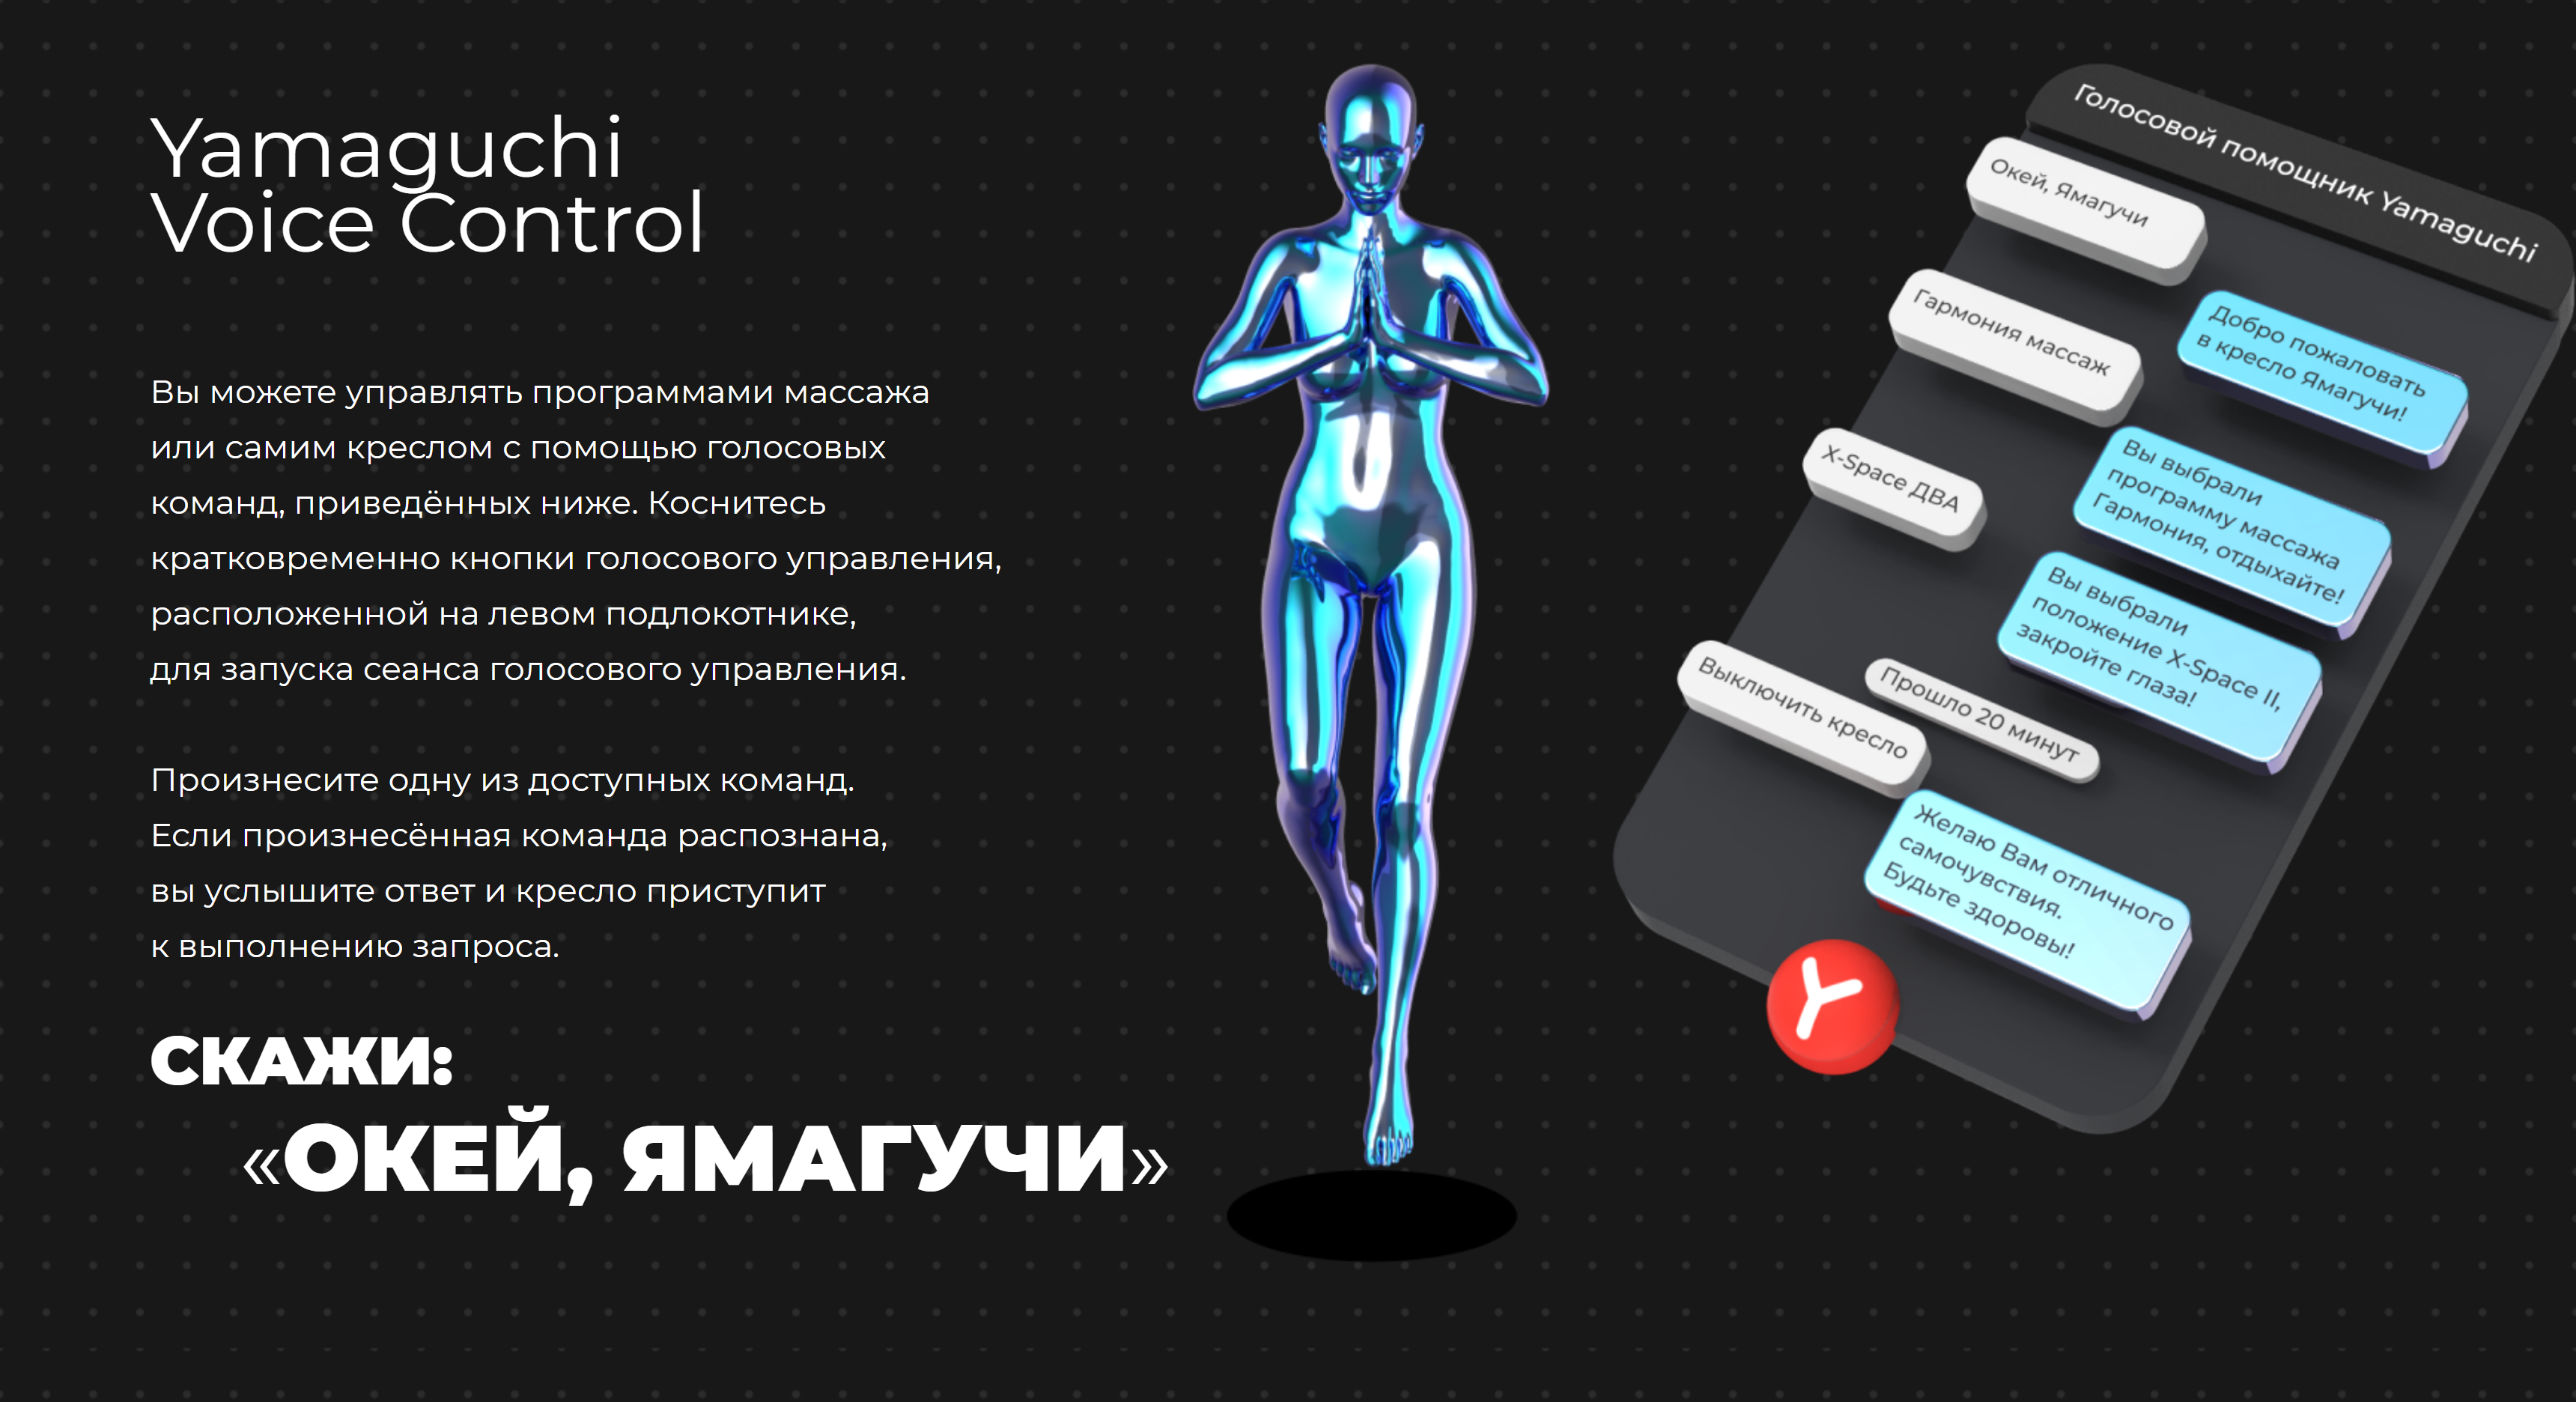 Yamaguchi
Voice Control
Вы можете управлять программами массажа
или самим креслом с помощью голосовых
команд, приведённых ниже. Коснитесь
кратковременно кнопки голосового управления,
расположенной на левом подлокотнике,
для запуска сеанса голосового управления.
Произнесите одну из доступных команд.
Если произнесённая команда распознана,
вы услышите ответ и кресло приступит
к выполнению запроса.
СКАЖИ:
«ОКЕЙ, ЯМАГУЧИ»
Голосовой помощник Yamaguchi
Окей, Ямагучи
Добро пожаловать
в кресло Ямагучи!
Гармония массаж
Вы выбрали
программу массажа
Гармония, отдыхайте!
X-Space ДВА
Вы выбрали
положение X-Space II,
закройте глаза!
Прошло 20 минут
Выключить кресло
Желаю Вам отличного
самочувствия.
Будьте здоровы!
Y